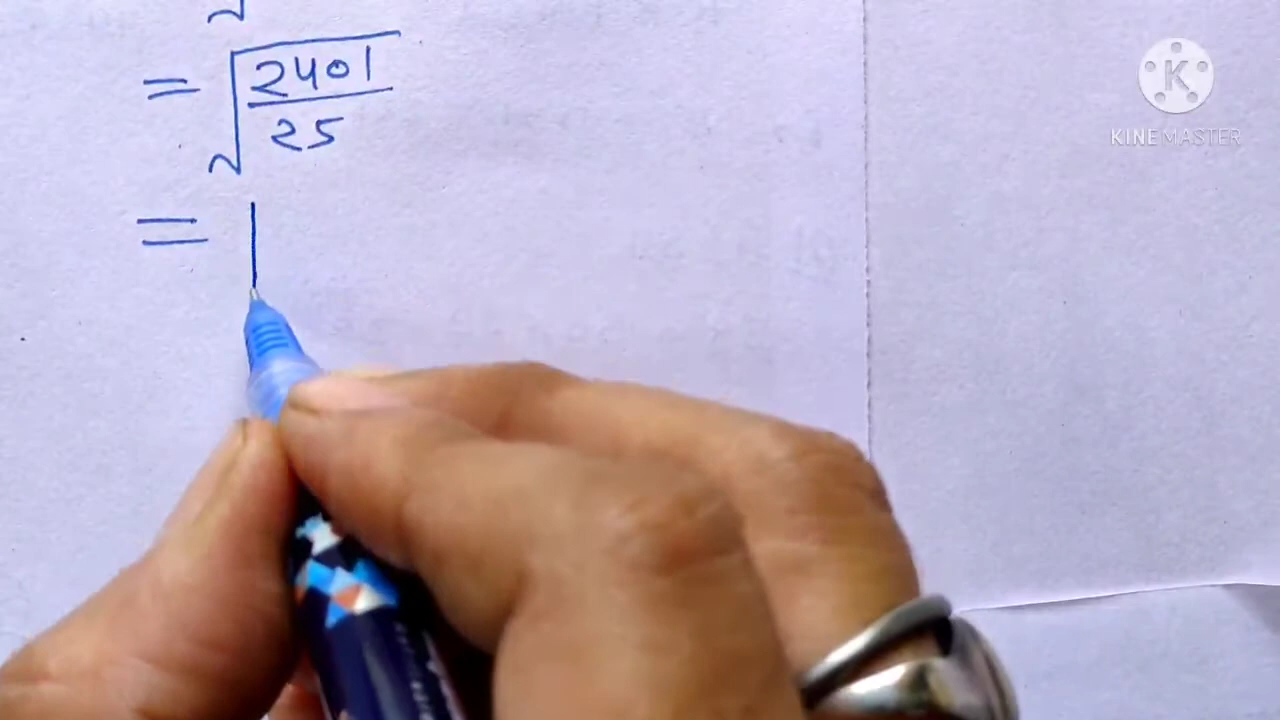 = √2401/25
=
K
KINEMASTER